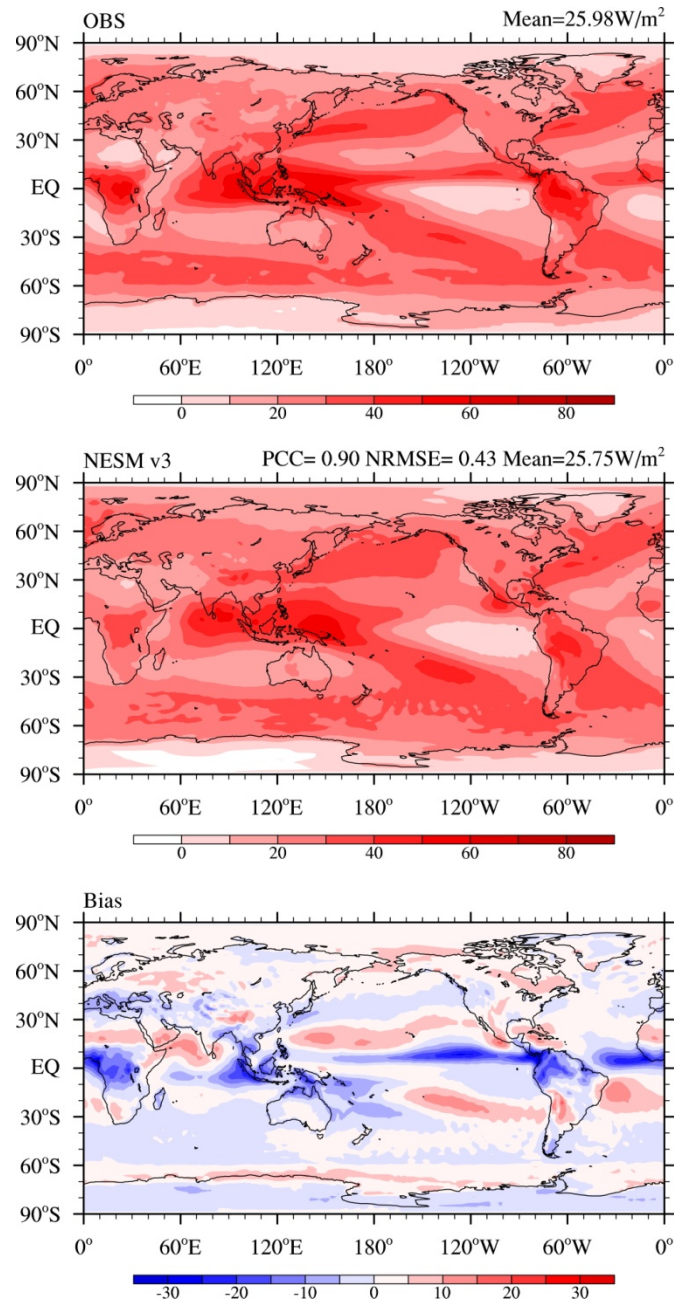 OBS Mean=25.98W/m²
90°N
60°N
30°N
EQ
30°S
60°S
90°S
0° 60°E 120°E 180° 120°W 60°W 0°
0 20 40 60 80
NESM v3 PCC= 0.90 NRMSE= 0.43 Mean=25.75W/m²
90°N
60°N
30°N
EQ
30°S
60°S
90°S
0° 60°E 120°E 180° 120°W 60°W 0°
0 20 40 60 80
Bias
90°N
60°N
30°N
EQ
30°S
60°S
90°S
0° 60°E 120°E 180° 120°W 60°W 0°
-30 -20 -10 0 10 20 30